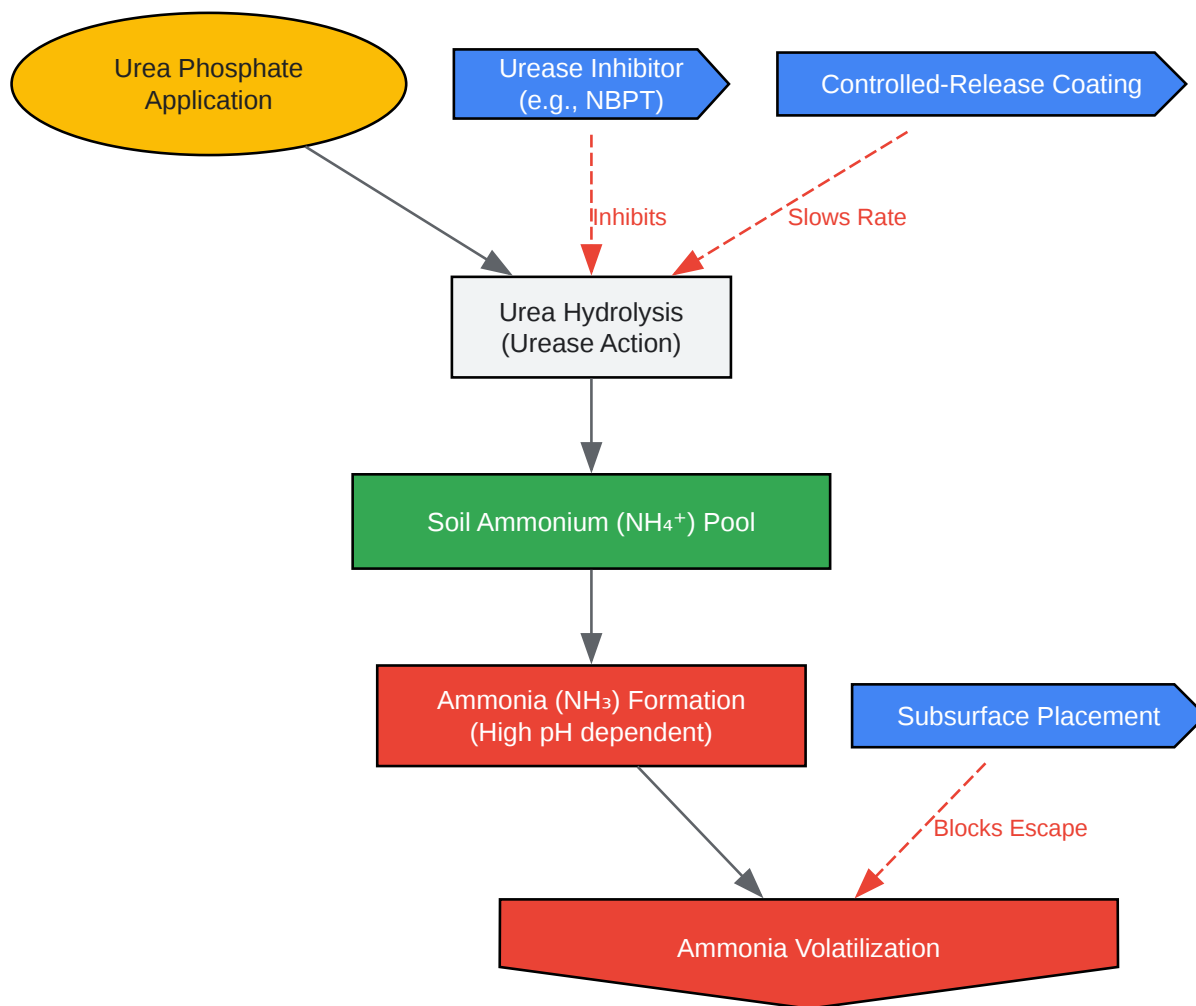 Urea Phosphate
Application
Urease Inhibitor
(e.g., NBPT)
Controlled-Release Coating
Inhibits
Slows Rate
Urea Hydrolysis
(Urease Action)
Soil Ammonium (NH₄⁺) Pool
Ammonia (NH₃) Formation
(High pH dependent)
Subsurface Placement
Blocks Escape
Ammonia Volatilization